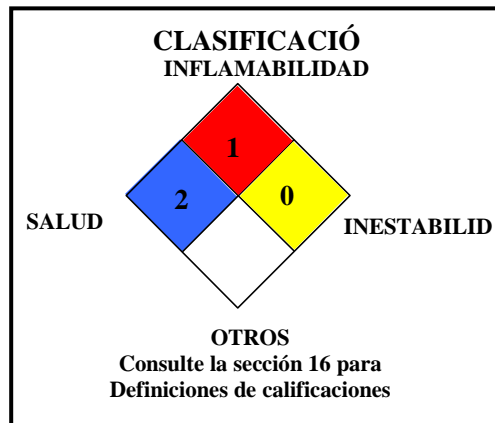 CLASIFICACIÓ
INFLAMABILIDAD
1
2
0
SALUD
INESTABILID
OTROS
Consulte la sección 16 para
Definiciones de calificaciones